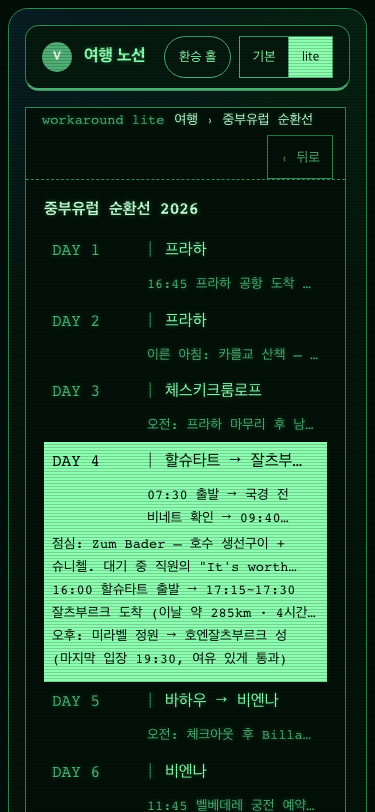 V 여행 노선 환승 홀 기본 lite
workaround lite 여행 › 중부유럽 순환선
‹ 뒤로
중부유럽 순환선 2026
DAY 1 | 프라하
16:45 프라하 공항 도착 …
DAY 2 | 프라하
이른 아침: 카를교 산책 — …
DAY 3 | 체스키크룸로프
오전: 프라하 마무리 후 남…
DAY 4 | 할슈타트 → 잘츠부…
07:30 출발 → 국경 전
비네트 확인 → 09:40…
점심: Zum Bader — 호수 생선구이 +
슈니첼. 대기 중 직원의 "It's worth…
16:00 할슈타트 출발 → 17:15~17:30
잘츠부르크 도착 (이날 약 285km · 4시간…
오후: 미라벨 정원 → 호엔잘츠부르크 성
(마지막 입장 19:30, 여유 있게 통과)
DAY 5 | 바하우 → 비엔나
오전: 체크아웃 후 Billa…
DAY 6 | 비엔나
11:45 벨베데레 궁전 예약…